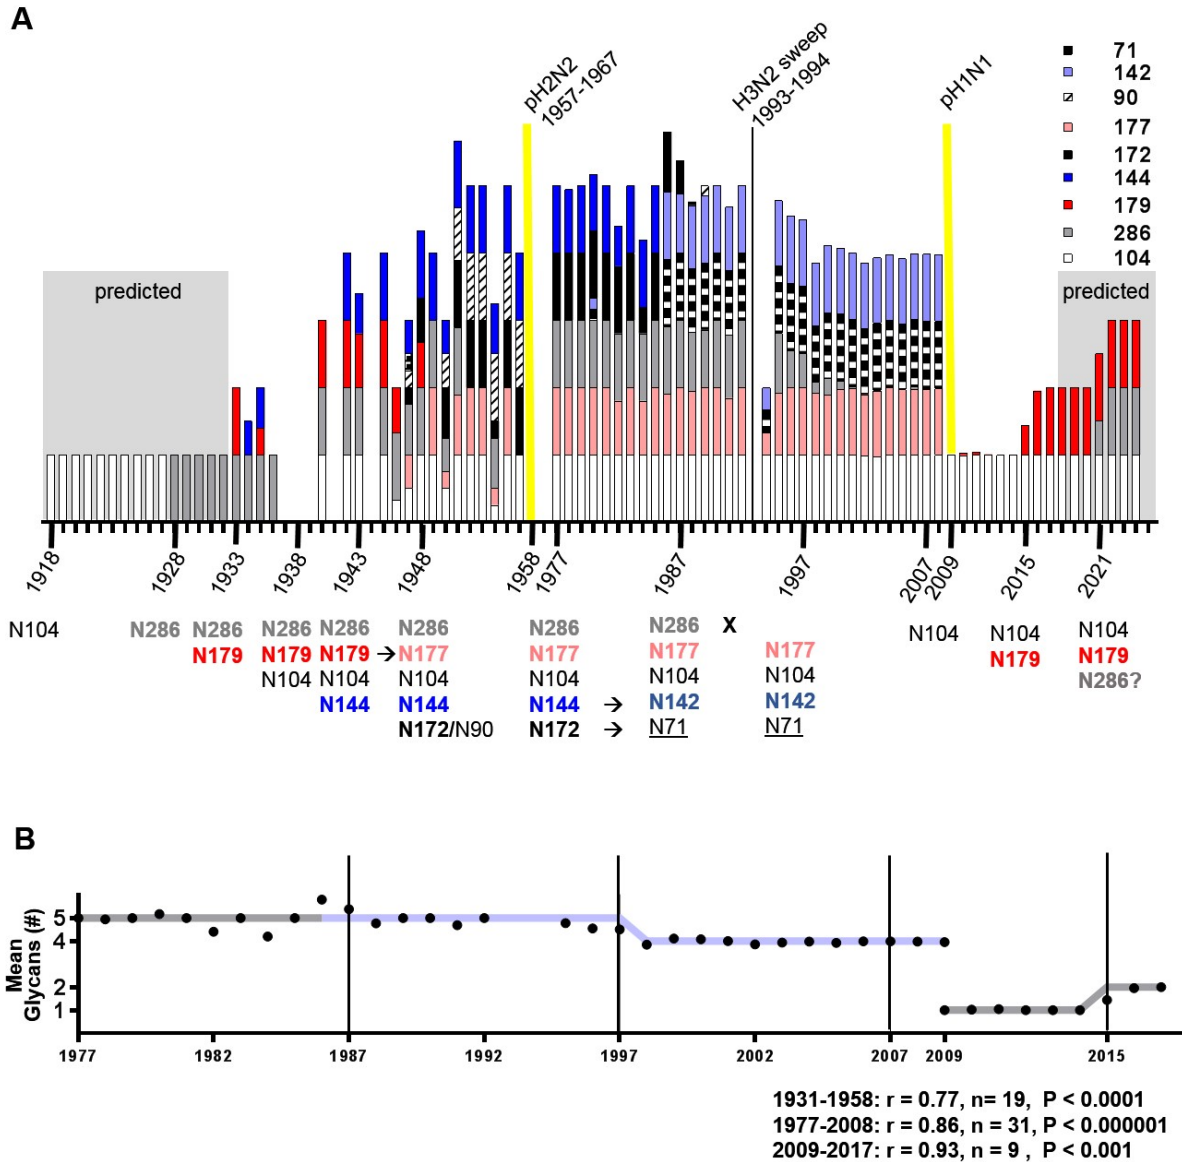 A
pH2N2
1957-1967
H3N2 sweep
1993-1994
pH1N1
71
142
90
177
172
144
179
286
104
predicted
predicted
1918
1928
1933
1938
1943
1948
1958
1977
1987
1997
2007
2009
2015
2021
N104 N286 N286 N286 N286 N286 N286 N286 X N104 N104 N104
N179 N179 N179 → N177 N177 N177 N177 N179 N179
N104 N104 N104 N104 N104 N104 N286?
N144 N144 N144 → N142 N142
N172/N90 N172 → N71 N71
B
Mean
Glycans (#)
5
4
2
1
1977 1982 1987 1992 1997 2002 2007 2009 2015
1931-1958: r = 0.77, n= 19, P < 0.0001
1977-2008: r = 0.86, n = 31, P < 0.000001
2009-2017: r = 0.93, n = 9 , P < 0.001